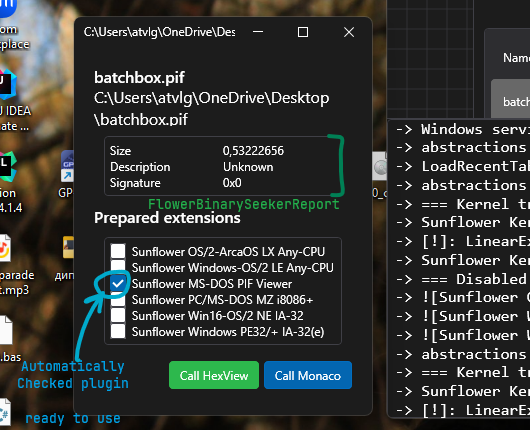 C:\Users\atvlg\OneDrive\Des
batchbox.pif
C:\Users\atvlg\OneDrive\Desktop
\batchbox.pif
Size 0,53222656
Description Unknown
Signature 0x0
FlowerBinarySeekerReport
Prepared extensions
Sunflower OS/2-ArcaOS LX Any-CPU
Sunflower Windows-OS/2 LE Any-CPU
Sunflower MS-DOS PIF Viewer
Sunflower PC/MS-DOS MZ i8086+
Sunflower Win16-OS/2 NE IA-32
Sunflower Windows PE32/+ IA-32(e)
Automatically
Checked plugin
ready to use
Call HexView
Call Monaco
om
U IDEA
ate ...
tion
4.1.4
parade
t.mp3
.bas
GP
дип
0_c
Name
batc
-> Windows servi
-> abstractions
-> LoadRecentTab
-> abstractions
-> === Kernel tr
-> Sunflower Ker
-> [!]: LinearEx
Sunflower Ker
-> === Disabled
-> ![Sunflower O
-> ![Sunflower W
-> ![Sunflower W
-> abstractions
-> === Kernel tr
-> Sunflower Ker
-> [!]: LinearEx